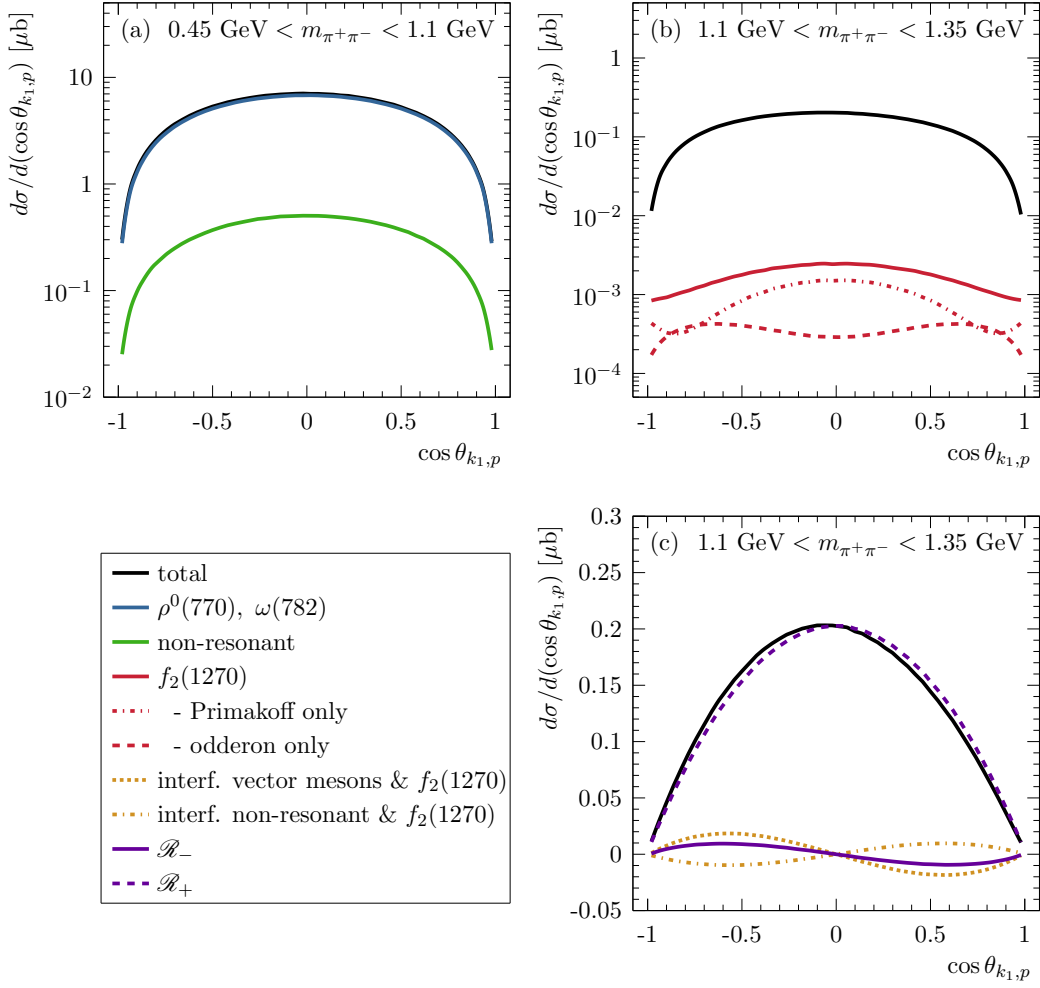 (a) 0.45 GeV < m_{π⁺π⁻} < 1.1 GeV
dσ/d(cos θ_{k₁,p}) [μb]
10
1
10⁻¹
10⁻²
-1 -0.5 0 0.5 1
cos θ_{k₁,p}
(b) 1.1 GeV < m_{π⁺π⁻} < 1.35 GeV
dσ/d(cos θ_{k₁,p}) [μb]
1
10⁻¹
10⁻²
10⁻³
10⁻⁴
-1 -0.5 0 0.5 1
cos θ_{k₁,p}
total
ρ⁰(770), ω(782)
non-resonant
f₂(1270)
- Primakoff only
- odderon only
interf. vector mesons & f₂(1270)
interf. non-resonant & f₂(1270)
ℛ₋
ℛ₊
(c) 1.1 GeV < m_{π⁺π⁻} < 1.35 GeV
dσ/d(cos θ_{k₁,p}) [μb]
0.3
0.25
0.2
0.15
0.1
0.05
0
-0.05
-1 -0.5 0 0.5 1
cos θ_{k₁,p}